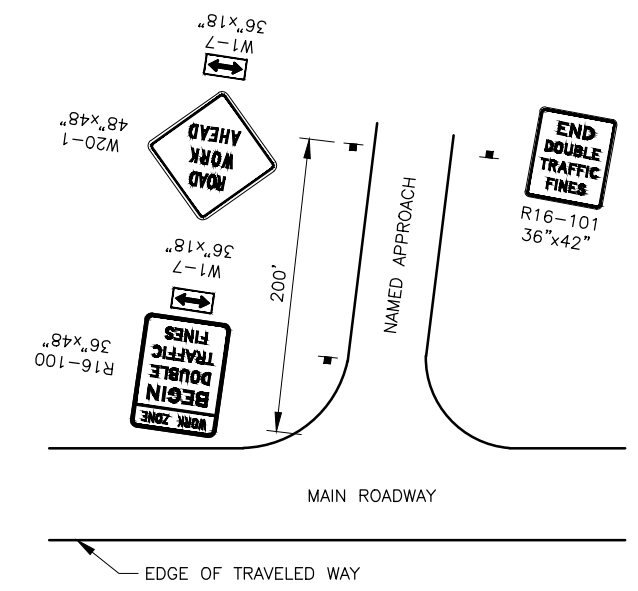 W1-7
36"x18"
W20-1
48"x48"
ROAD
WORK
AHEAD
W1-7
36"x18"
R16-100
36"x48"
WORK ZONE
BEGIN
DOUBLE
TRAFFIC
FINES
200'
NAMED APPROACH
END
DOUBLE
TRAFFIC
FINES
R16-101
36"x42"
MAIN ROADWAY
EDGE OF TRAVELED WAY